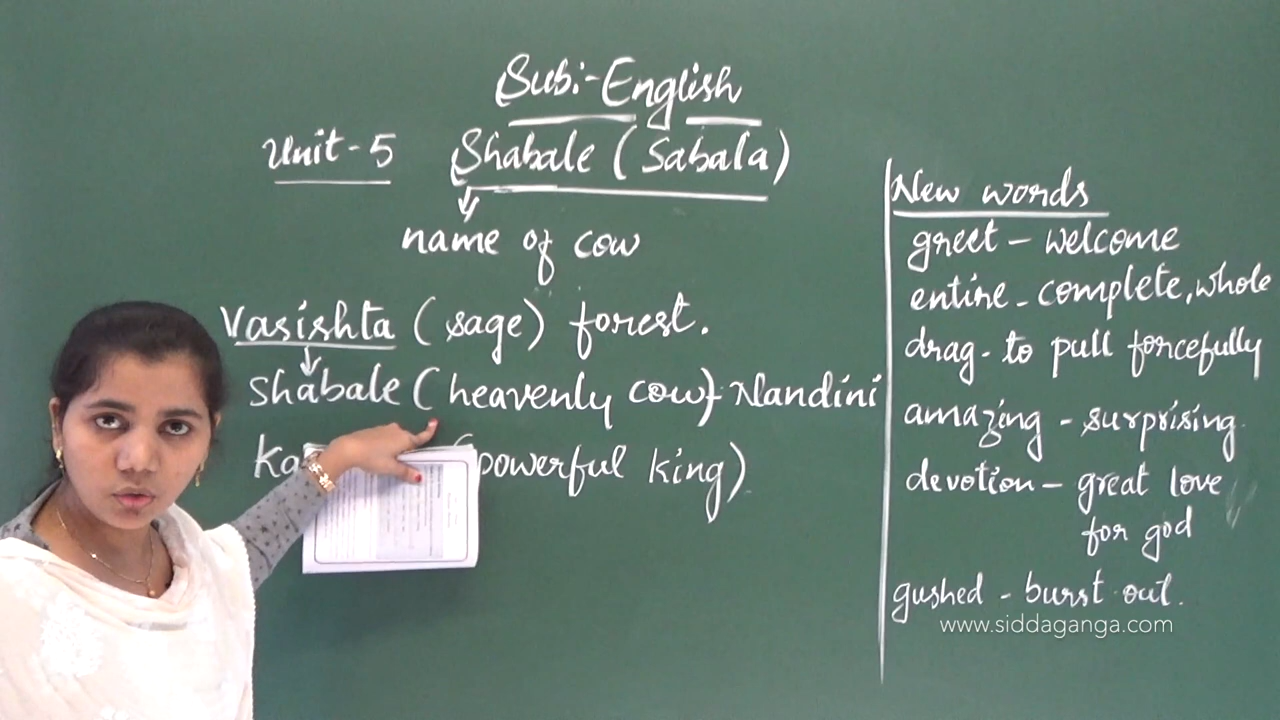 Sub:-English
Unit-5 Shabale (Sabala)
name of cow
Vasishta (sage) forest.
Shabale (heavenly cow)-Nandini
Ka (powerful king)
New words
greet - welcome
entire - complete, whole
drag - to pull forcefully
amazing - surprising.
devotion - great love
for god
gushed - burst out.
www.siddaganga.com